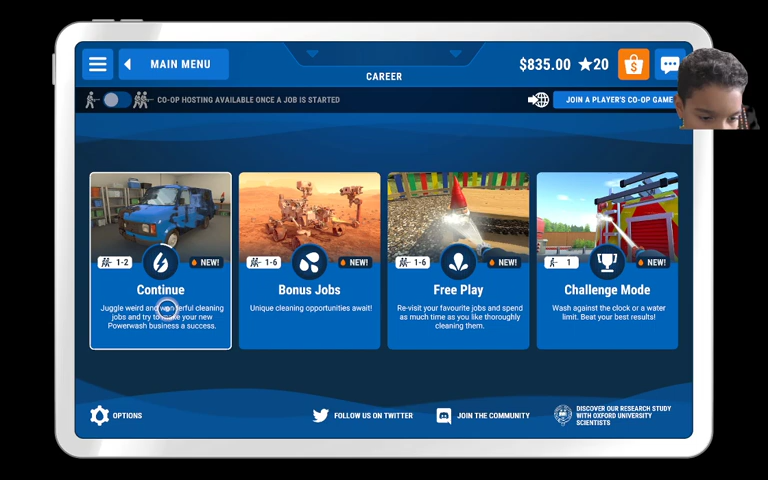 MAIN MENU
CAREER
$835.00 ★20
CO-OP HOSTING AVAILABLE ONCE A JOB IS STARTED
JOIN A PLAYER'S CO-OP GAME
1-2 NEW!
Continue
Juggle weird and wonderful cleaning
jobs and try to make your new
Powerwash business a success.
1-6 NEW!
Bonus Jobs
Unique cleaning opportunities await!
1-6 NEW!
Free Play
Re-visit your favourite jobs and spend
as much time as you like thoroughly
cleaning them.
1 NEW!
Challenge Mode
Wash against the clock or a water
limit. Beat your best results!
OPTIONS
FOLLOW US ON TWITTER
JOIN THE COMMUNITY
DISCOVER OUR RESEARCH STUDY
WITH OXFORD UNIVERSITY
SCIENTISTS